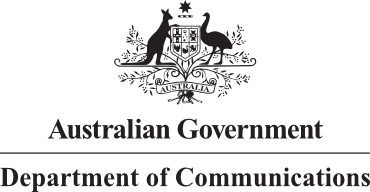 AUSTRALIA
Australian Government
Department of Communications